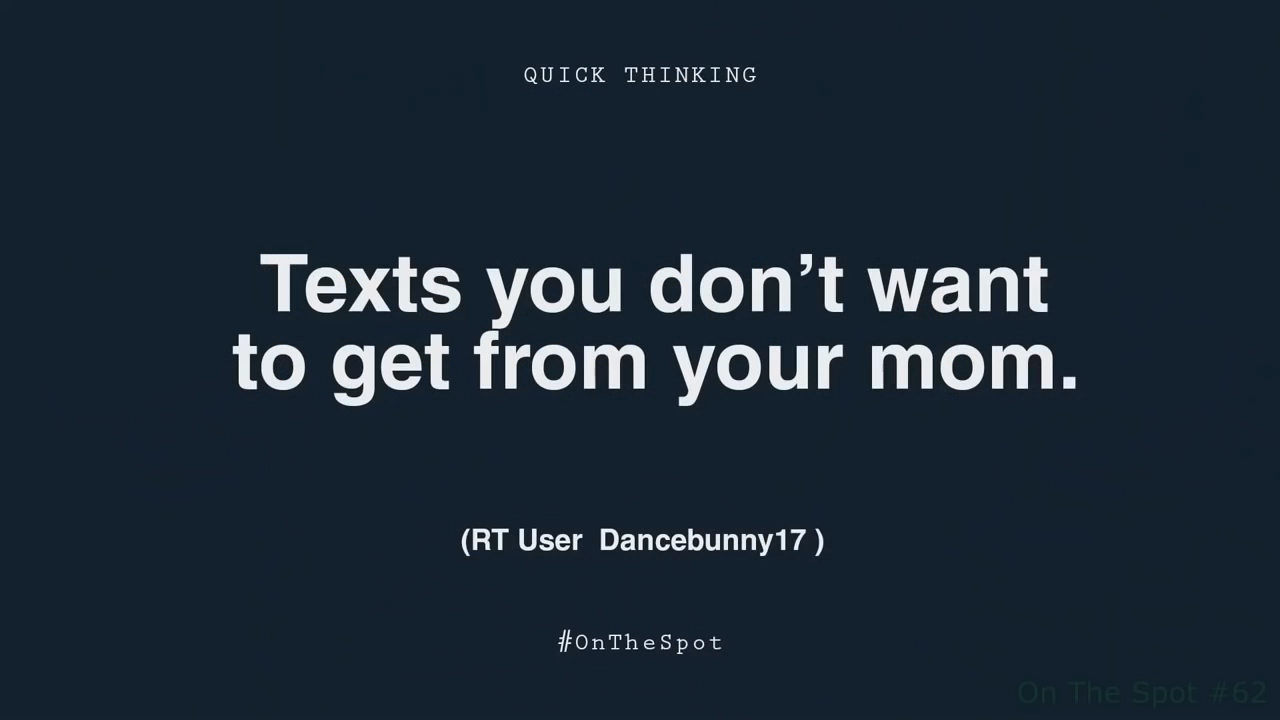 QUICK THINKING
Texts you don’t want
to get from your mom.
(RT User  Dancebunny17 )
#OnTheSpot
On The Spot #62